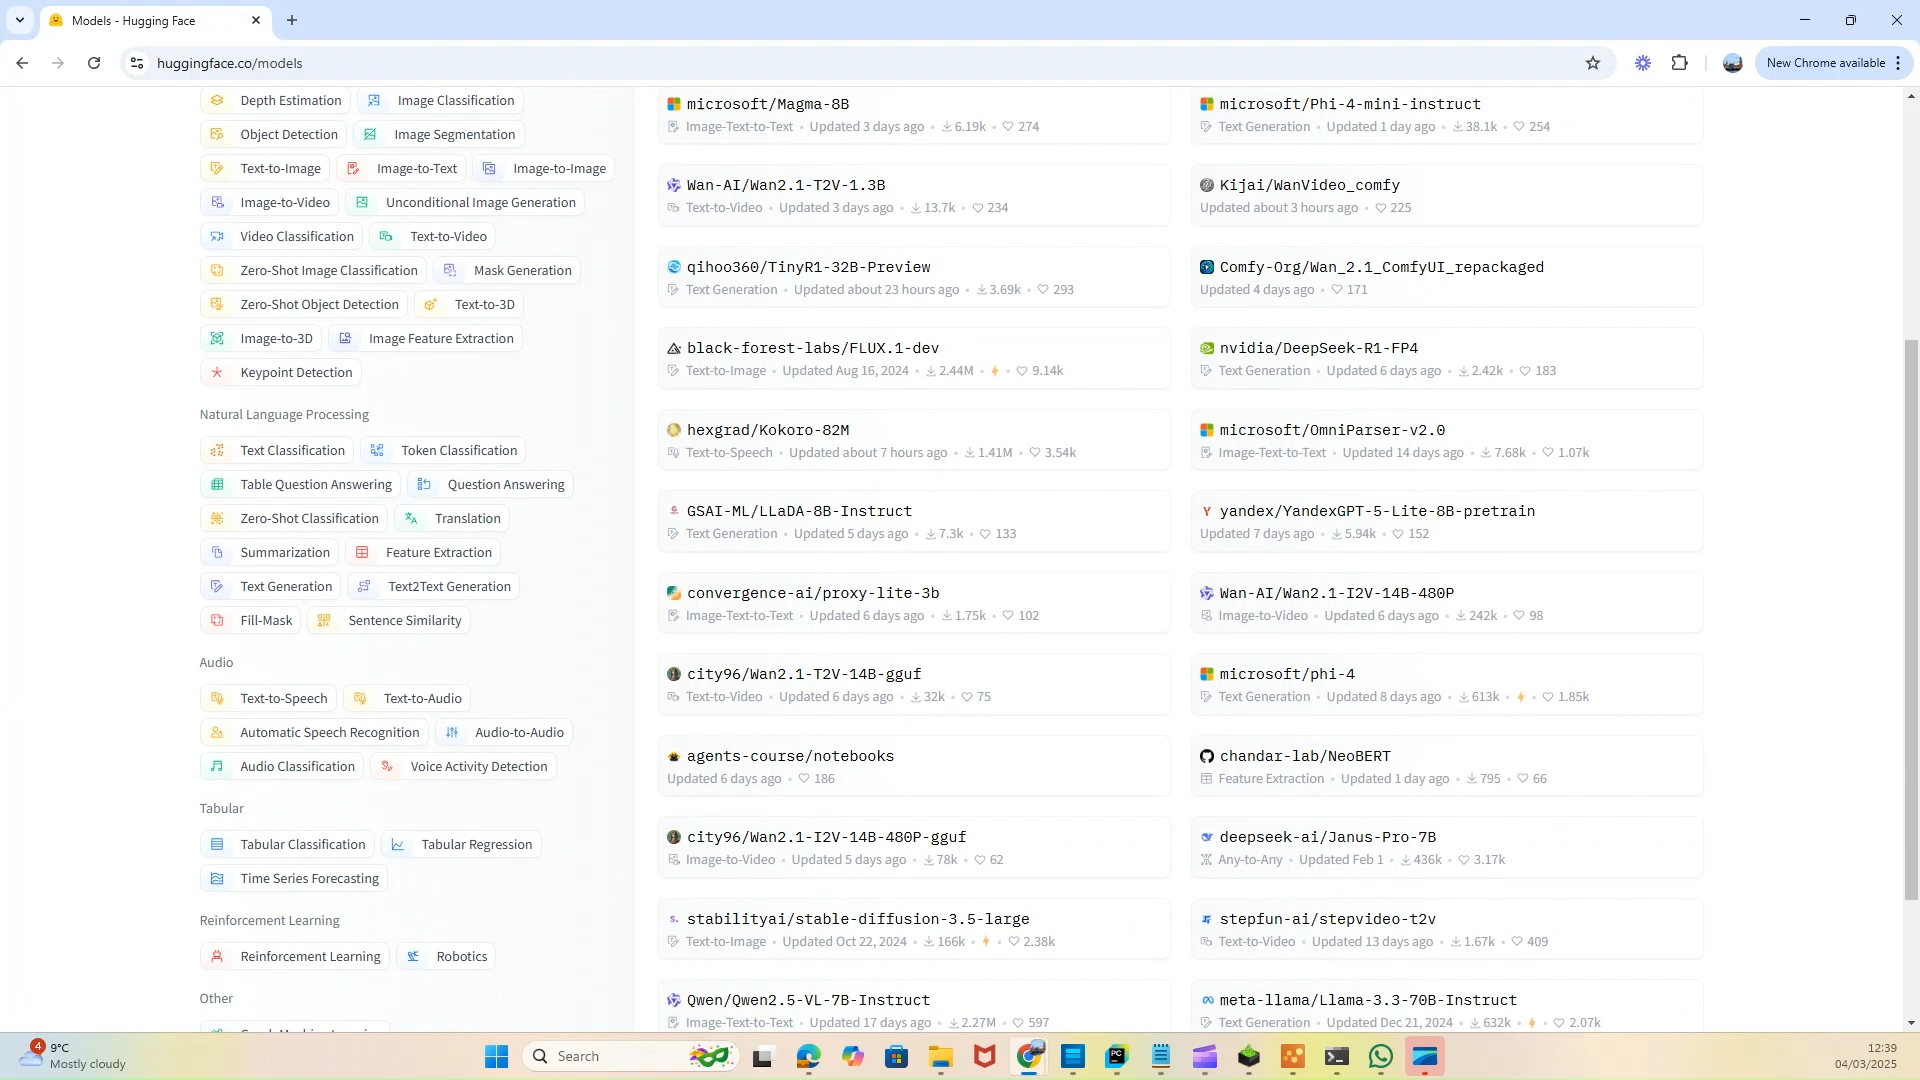 Models - Hugging Face
huggingface.co/models
New Chrome available
Depth Estimation
Image Classification
Object Detection
Image Segmentation
Text-to-Image
Image-to-Text
Image-to-Image
Image-to-Video
Unconditional Image Generation
Video Classification
Text-to-Video
Zero-Shot Image Classification
Mask Generation
Zero-Shot Object Detection
Text-to-3D
Image-to-3D
Image Feature Extraction
Keypoint Detection
Natural Language Processing
Text Classification
Token Classification
Table Question Answering
Question Answering
Zero-Shot Classification
Translation
Summarization
Feature Extraction
Text Generation
Text2Text Generation
Fill-Mask
Sentence Similarity
Audio
Text-to-Speech
Text-to-Audio
Automatic Speech Recognition
Audio-to-Audio
Audio Classification
Voice Activity Detection
Tabular
Tabular Classification
Tabular Regression
Time Series Forecasting
Reinforcement Learning
Reinforcement Learning
Robotics
Other
microsoft/Magma-8B
Image-Text-to-Text • Updated 3 days ago • 6.19k • 274
microsoft/Phi-4-mini-instruct
Text Generation • Updated 1 day ago • 38.1k • 254
Wan-AI/Wan2.1-T2V-1.3B
Text-to-Video • Updated 3 days ago • 13.7k • 234
Kijai/WanVideo_comfy
Updated about 3 hours ago • 225
qihoo360/TinyR1-32B-Preview
Text Generation • Updated about 23 hours ago • 3.69k • 293
Comfy-Org/Wan_2.1_ComfyUI_repackaged
Updated 4 days ago • 171
black-forest-labs/FLUX.1-dev
Text-to-Image • Updated Aug 16, 2024 • 2.44M • 9.14k
nvidia/DeepSeek-R1-FP4
Text Generation • Updated 6 days ago • 2.42k • 183
hexgrad/Kokoro-82M
Text-to-Speech • Updated about 7 hours ago • 1.41M • 3.54k
microsoft/OmniParser-v2.0
Image-Text-to-Text • Updated 14 days ago • 7.68k • 1.07k
GSAI-ML/LLaDA-8B-Instruct
Text Generation • Updated 5 days ago • 7.3k • 133
yandex/YandexGPT-5-Lite-8B-pretrain
Updated 7 days ago • 5.94k • 152
convergence-ai/proxy-lite-3b
Image-Text-to-Text • Updated 6 days ago • 1.75k • 102
Wan-AI/Wan2.1-I2V-14B-480P
Image-to-Video • Updated 6 days ago • 242k • 98
city96/Wan2.1-T2V-14B-gguf
Text-to-Video • Updated 6 days ago • 32k • 75
microsoft/phi-4
Text Generation • Updated 8 days ago • 613k • 1.85k
agents-course/notebooks
Updated 6 days ago • 186
chandar-lab/NeoBERT
Feature Extraction • Updated 1 day ago • 795 • 66
city96/Wan2.1-I2V-14B-480P-gguf
Image-to-Video • Updated 5 days ago • 78k • 62
deepseek-ai/Janus-Pro-7B
Any-to-Any • Updated Feb 1 • 436k • 3.17k
stabilityai/stable-diffusion-3.5-large
Text-to-Image • Updated Oct 22, 2024 • 166k • 2.38k
stepfun-ai/stepvideo-t2v
Text-to-Video • Updated 13 days ago • 1.67k • 409
Qwen/Qwen2.5-VL-7B-Instruct
Image-Text-to-Text • Updated 17 days ago • 2.27M • 597
meta-llama/Llama-3.3-70B-Instruct
Text Generation • Updated Dec 21, 2024 • 632k • 2.07k
4
9°C
Mostly cloudy
Search
PC
12:39
04/03/2025